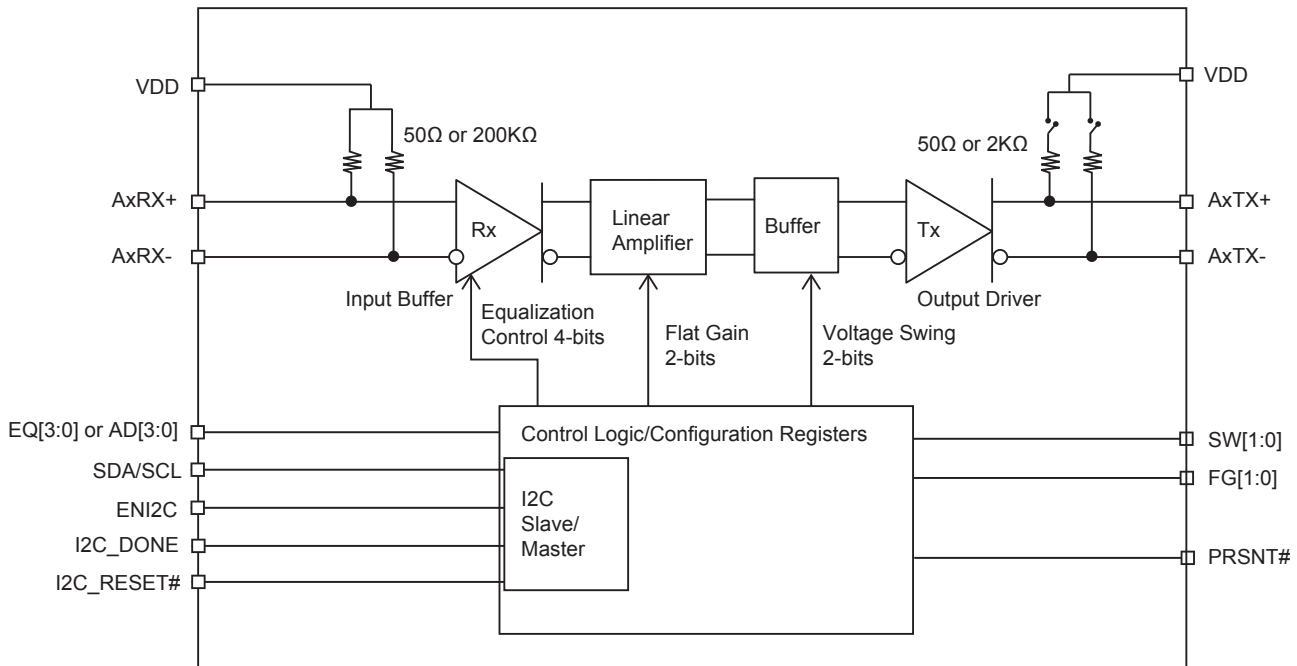 VDD
VDD
50Ω or 200KΩ
50Ω or 2KΩ
AxRX+
AxTX+
Rx
Linear
Amplifier
Buffer
Tx
AxRX-
AxTX-
Input Buffer
Output Driver
Equalization
Control 4-bits
Flat Gain
2-bits
Voltage Swing
2-bits
EQ[3:0] or AD[3:0]
Control Logic/Configuration Registers
SW[1:0]
SDA/SCL
FG[1:0]
ENI2C
I2C
Slave/
Master
I2C_DONE
PRSNT#
I2C_RESET#